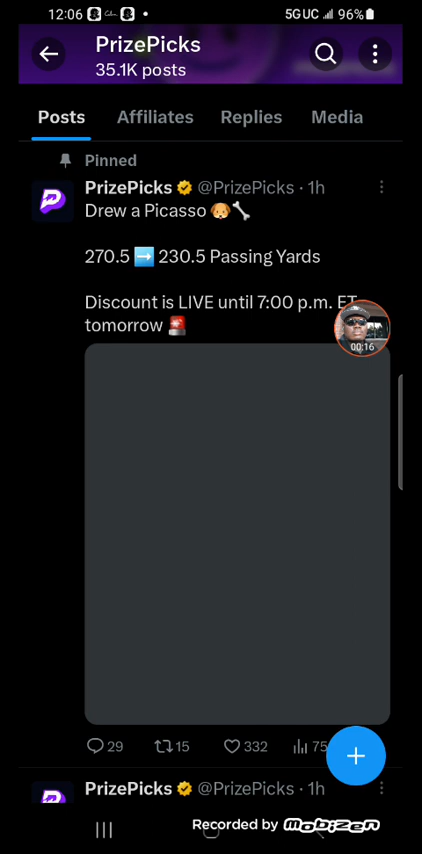 12:06
5GUC 96%
PrizePicks
35.1K posts
Posts Affiliates Replies Media
Pinned
PrizePicks @PrizePicks · 1h
Drew a Picasso 🐶🦴
270.5 ➡️ 230.5 Passing Yards
Discount is LIVE until 7:00 p.m. ET
tomorrow 🚨
00:16
29 15 332 75
PrizePicks @PrizePicks · 1h
Recorded by MOBIZEN